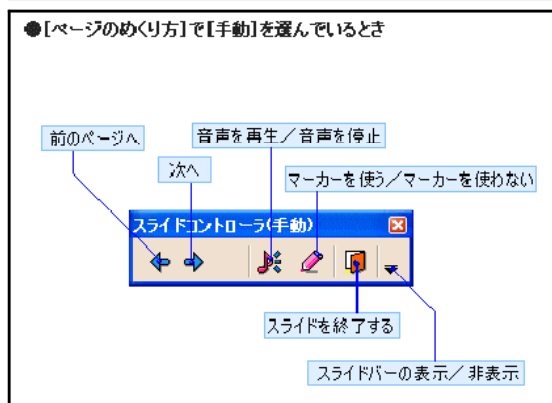 ●[ページのめくり方]で[手動]を選んでいるとき
前のページへ
音声を再生／音声を停止
次へ
マーカーを使う／マーカーを使わない
スライドコントローラ(手動)
スライドを終了する
スライドバーの表示／非表示